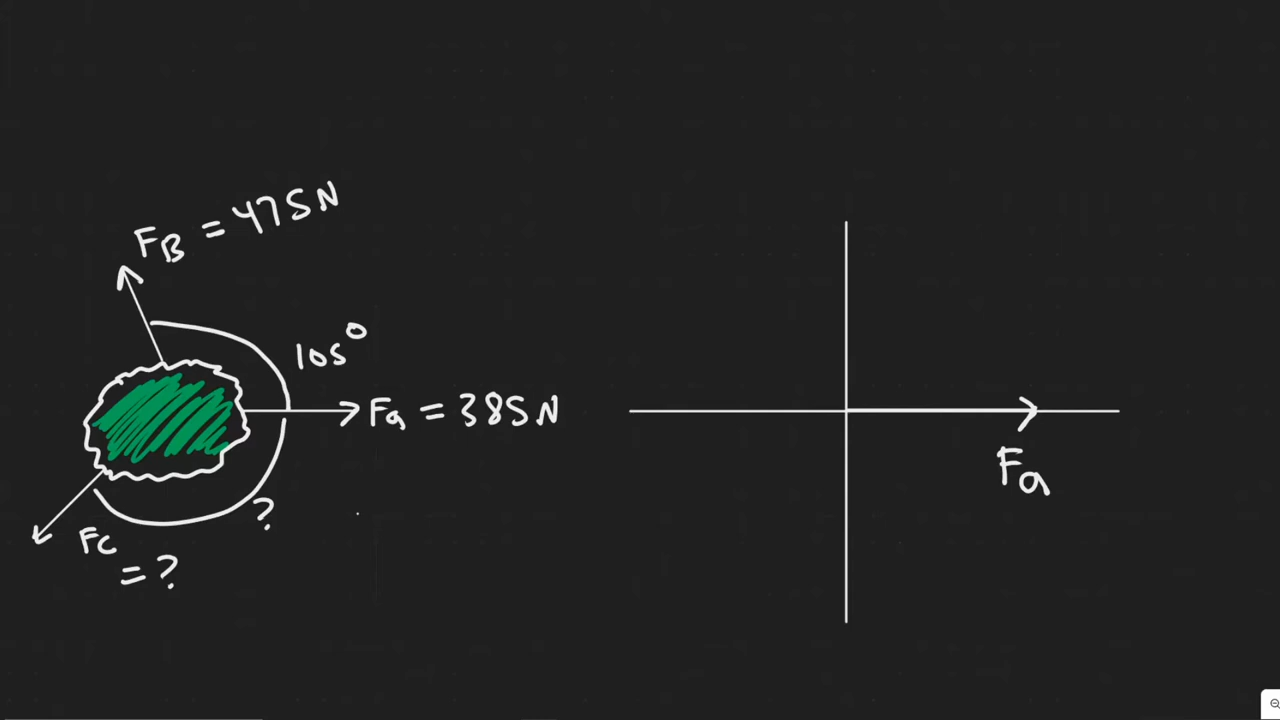 FB = 475N
105°
Fa = 385N
?
FC
= ?
Fa